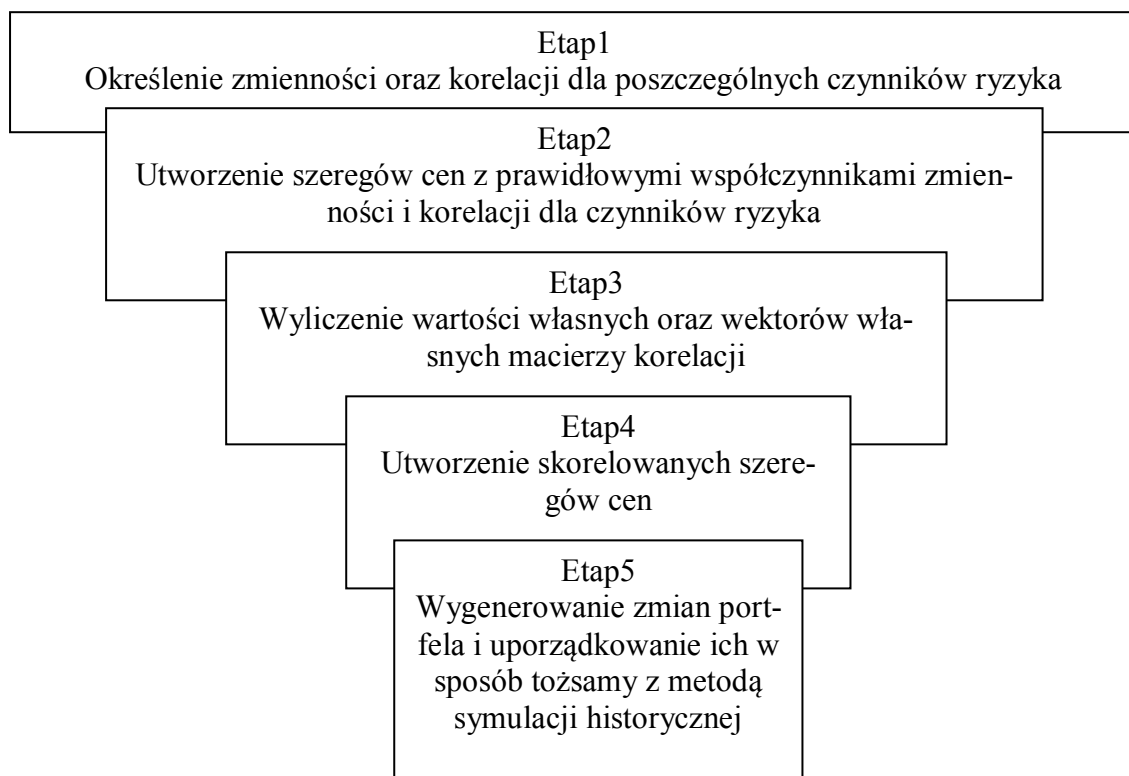 Etap1
Określenie zmienności oraz korelacji dla poszczególnych czynników ryzyka
Etap2
Utworzenie szeregów cen z prawidłowymi współczynnikami zmien-
ności i korelacji dla czynników ryzyka
Etap3
Wyliczenie wartości własnych oraz wektorów wła-
snych macierzy korelacji
Etap4
Utworzenie skorelowanych szere-
gów cen
Etap5
Wygenerowanie zmian port-
fela i uporządkowanie ich w
sposób tożsamy z metodą
symulacji historycznej